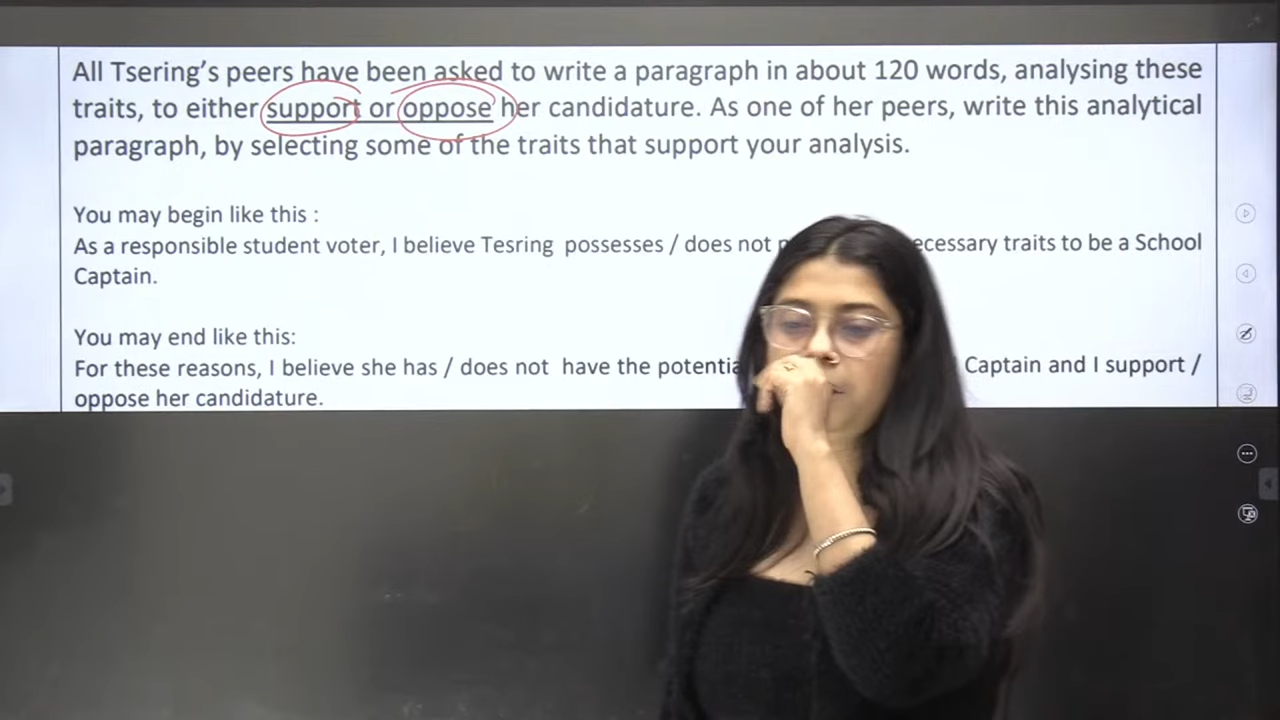 All Tsering's peers have been asked to write a paragraph in about 120 words, analysing these
traits, to either support or oppose her candidature. As one of her peers, write this analytical
paragraph, by selecting some of the traits that support your analysis.
You may begin like this :
As a responsible student voter, I believe Tesring possesses / does not traits to be a School
Captain.
You may end like this:
For these reasons, I believe she has / does not have the Captain and I support /
oppose her candidature.